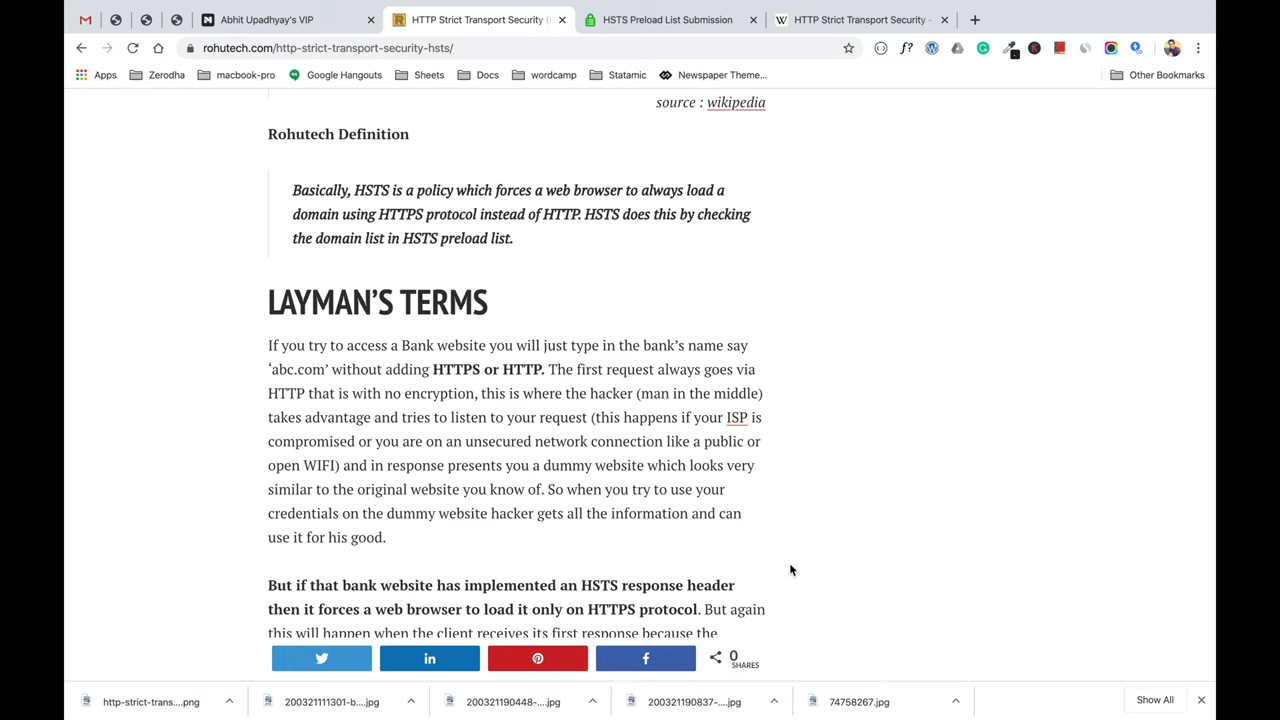 Abhit Upadhyay's VIP
HTTP Strict Transport Security (
HSTS Preload List Submission
HTTP Strict Transport Security -
rohutech.com/http-strict-transport-security-hsts/
Apps
Zerodha
macbook-pro
Google Hangouts
Sheets
Docs
wordcamp
Statamic
Newspaper Theme...
Other Bookmarks
source : wikipedia
Rohutech Definition
Basically, HSTS is a policy which forces a web browser to always load a
domain using HTTPS protocol instead of HTTP. HSTS does this by checking
the domain list in HSTS preload list.
LAYMAN'S TERMS
If you try to access a Bank website you will just type in the bank's name say
'abc.com' without adding HTTPS or HTTP. The first request always goes via
HTTP that is with no encryption, this is where the hacker (man in the middle)
takes advantage and tries to listen to your request (this happens if your ISP is
compromised or you are on an unsecured network connection like a public or
open WIFI) and in response presents you a dummy website which looks very
similar to the original website you know of. So when you try to use your
credentials on the dummy website hacker gets all the information and can
use it for his good.
But if that bank website has implemented an HSTS response header
then it forces a web browser to load it only on HTTPS protocol. But again
this will happen when the client receives its first response because the
0
SHARES
http-strict-trans....png
200321111301-b....jpg
200321190448-....jpg
200321190837-....jpg
74758267.jpg
Show All